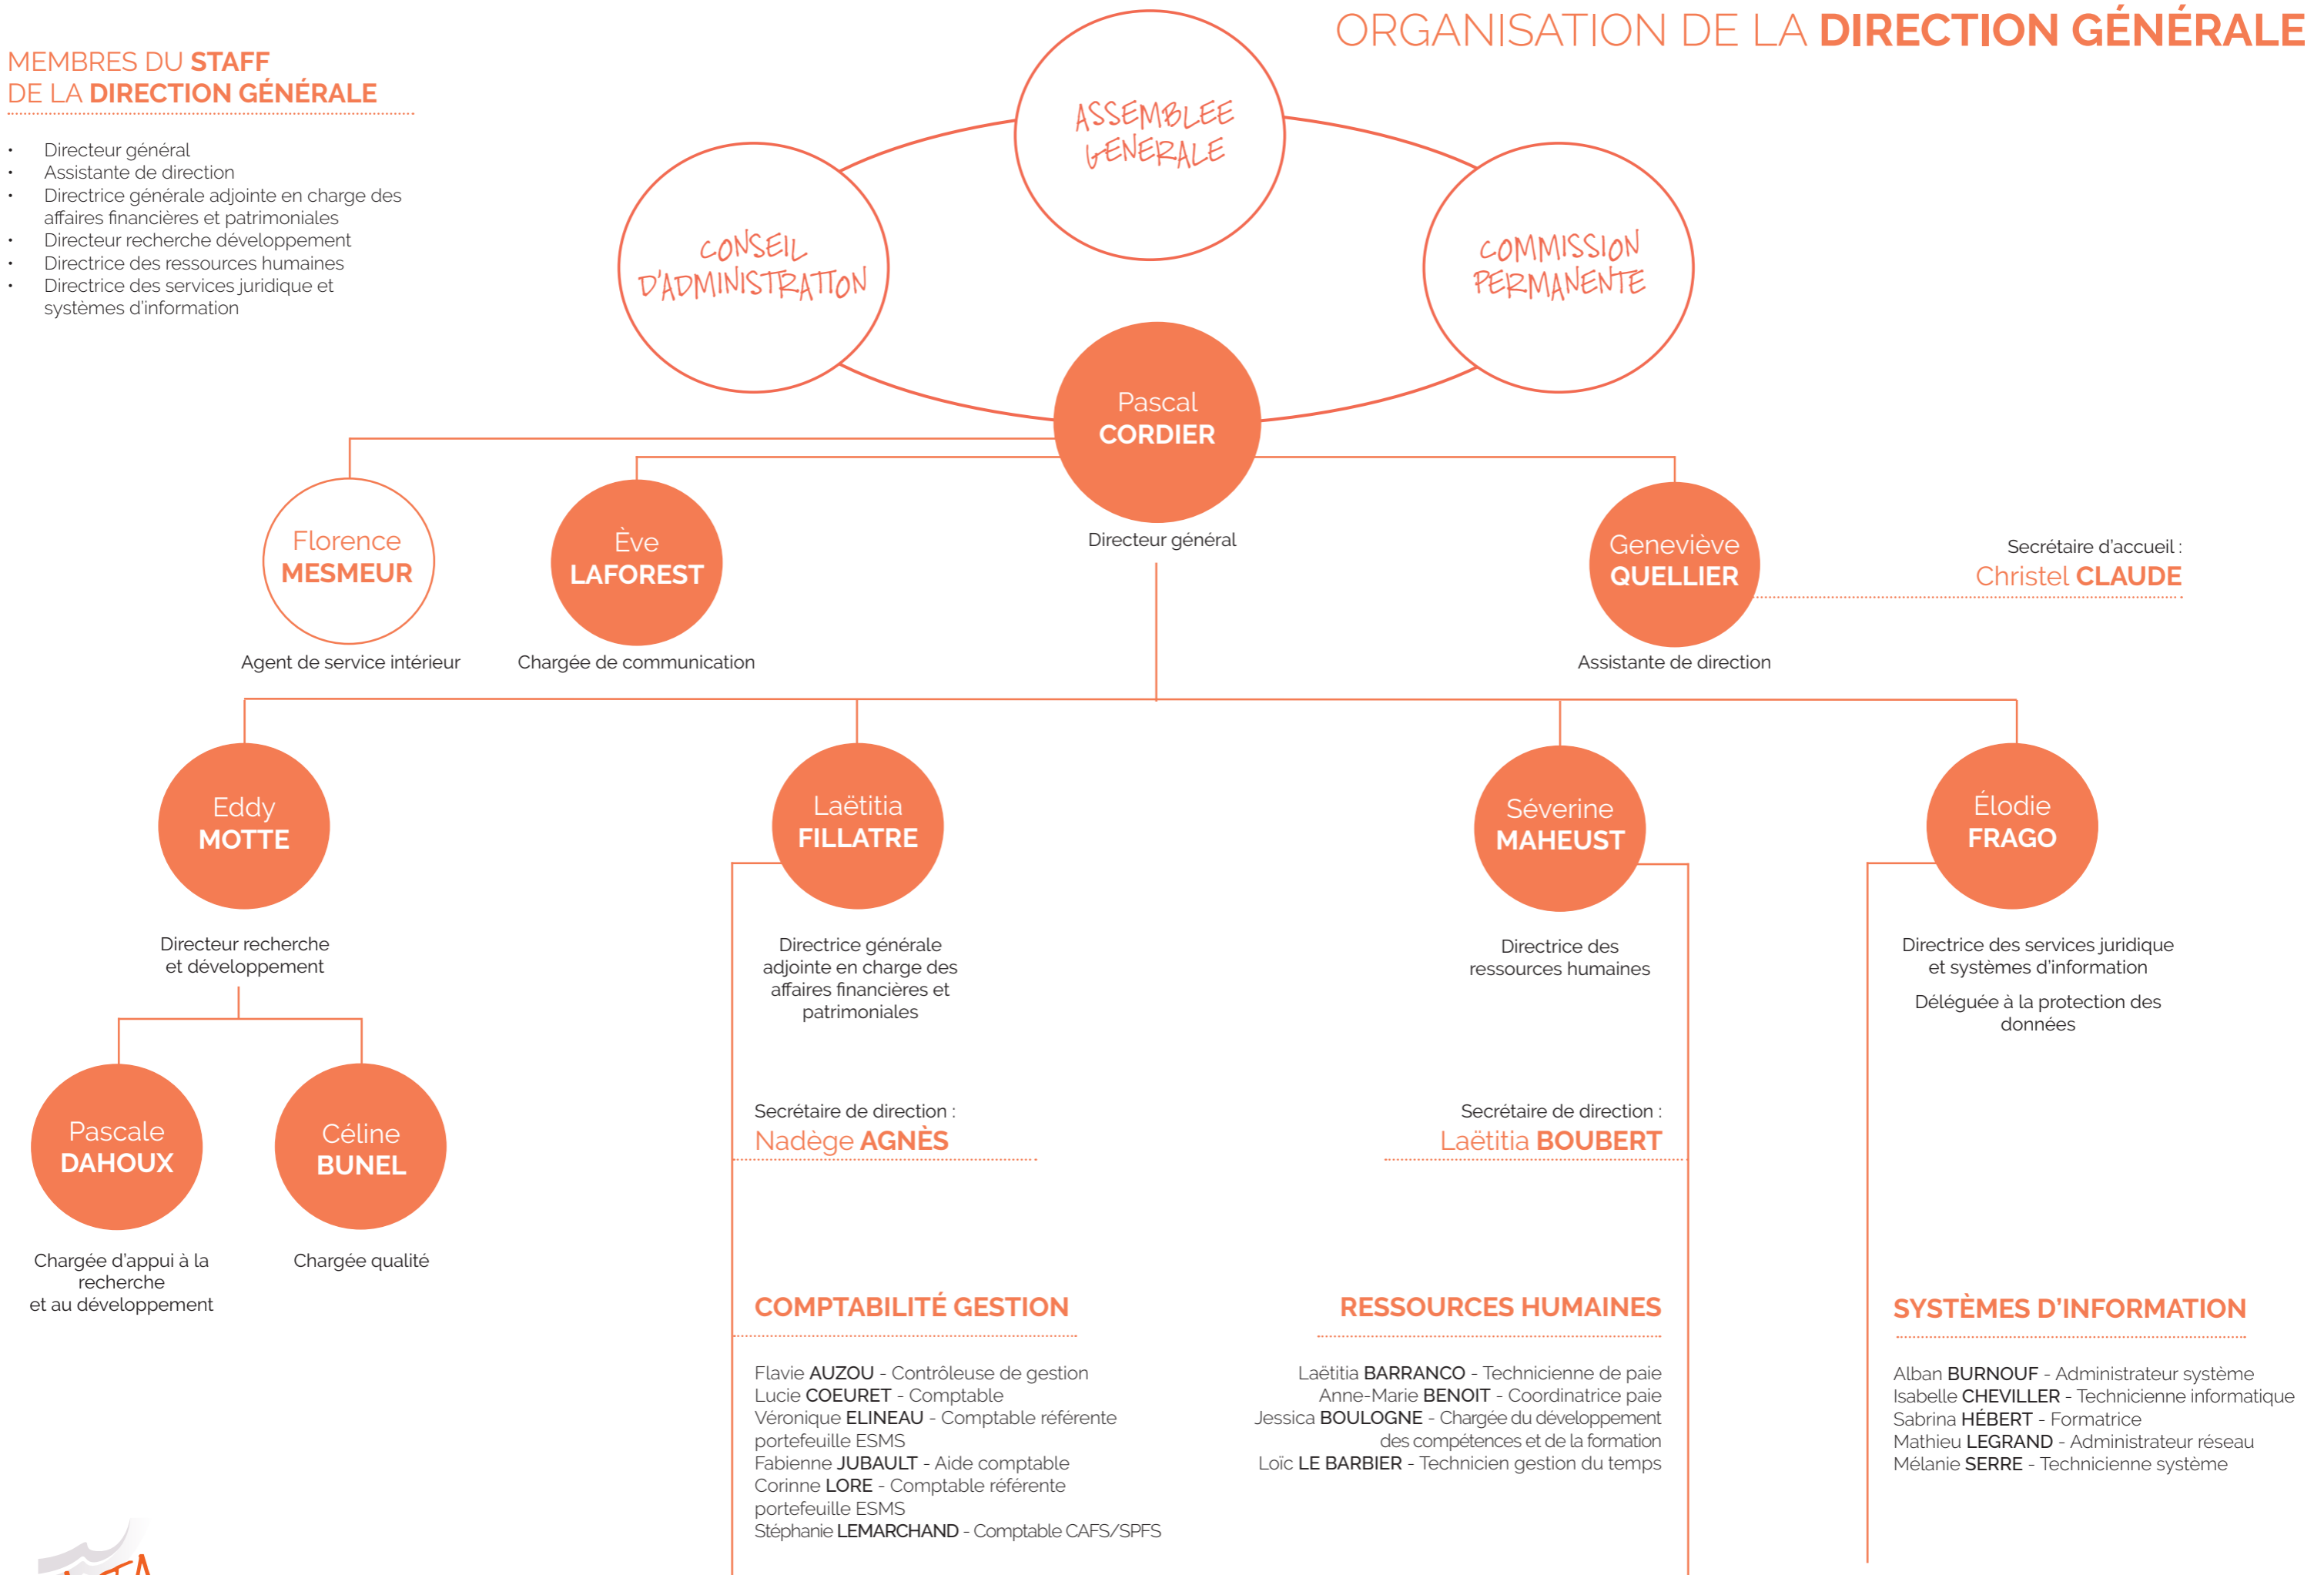 ORGANISATION DE LA DIRECTION GÉNÉRALE
MEMBRES DU STAFF
DE LA DIRECTION GÉNÉRALE
• Directeur général
• Assistante de direction
• Directrice générale adjointe en charge des
affaires financières et patrimoniales
• Directeur recherche développement
• Directrice des ressources humaines
• Directrice des services juridique et
systèmes d'information
ASSEMBLEE
GENERALE
CONSEIL
D'ADMINISTRATION
COMMISSION
PERMANENTE
Pascal
CORDIER
Directeur général
Florence
MESMEUR
Agent de service intérieur
Ève
LAFOREST
Chargée de communication
Geneviève
QUELLIER
Assistante de direction
Secrétaire d'accueil :
Christel CLAUDE
Eddy
MOTTE
Directeur recherche
et développement
Pascale
DAHOUX
Chargée d'appui à la
recherche
et au développement
Céline
BUNEL
Chargée qualité
Laëtitia
FILLATRE
Directrice générale
adjointe en charge des
affaires financières et
patrimoniales
Secrétaire de direction :
Nadège AGNÈS
COMPTABILITÉ GESTION
Flavie AUZOU - Contrôleuse de gestion
Lucie COEURET - Comptable
Véronique ELINEAU - Comptable référente
portefeuille ESMS
Fabienne JUBAULT - Aide comptable
Corinne LORE - Comptable référente
portefeuille ESMS
Stéphanie LEMARCHAND - Comptable CAFS/SPFS
Séverine
MAHEUST
Directrice des
ressources humaines
Secrétaire de direction :
Laëtitia BOUBERT
RESSOURCES HUMAINES
Laëtitia BARRANCO - Technicienne de paie
Anne-Marie BENOIT - Coordinatrice paie
Jessica BOULOGNE - Chargée du développement
des compétences et de la formation
Loïc LE BARBIER - Technicien gestion du temps
Élodie
FRAGO
Directrice des services juridique
et systèmes d'information
Déléguée à la protection des
données
SYSTÈMES D'INFORMATION
Alban BURNOUF - Administrateur système
Isabelle CHEVILLER - Technicienne informatique
Sabrina HÉBERT - Formatrice
Mathieu LEGRAND - Administrateur réseau
Mélanie SERRE - Technicienne système